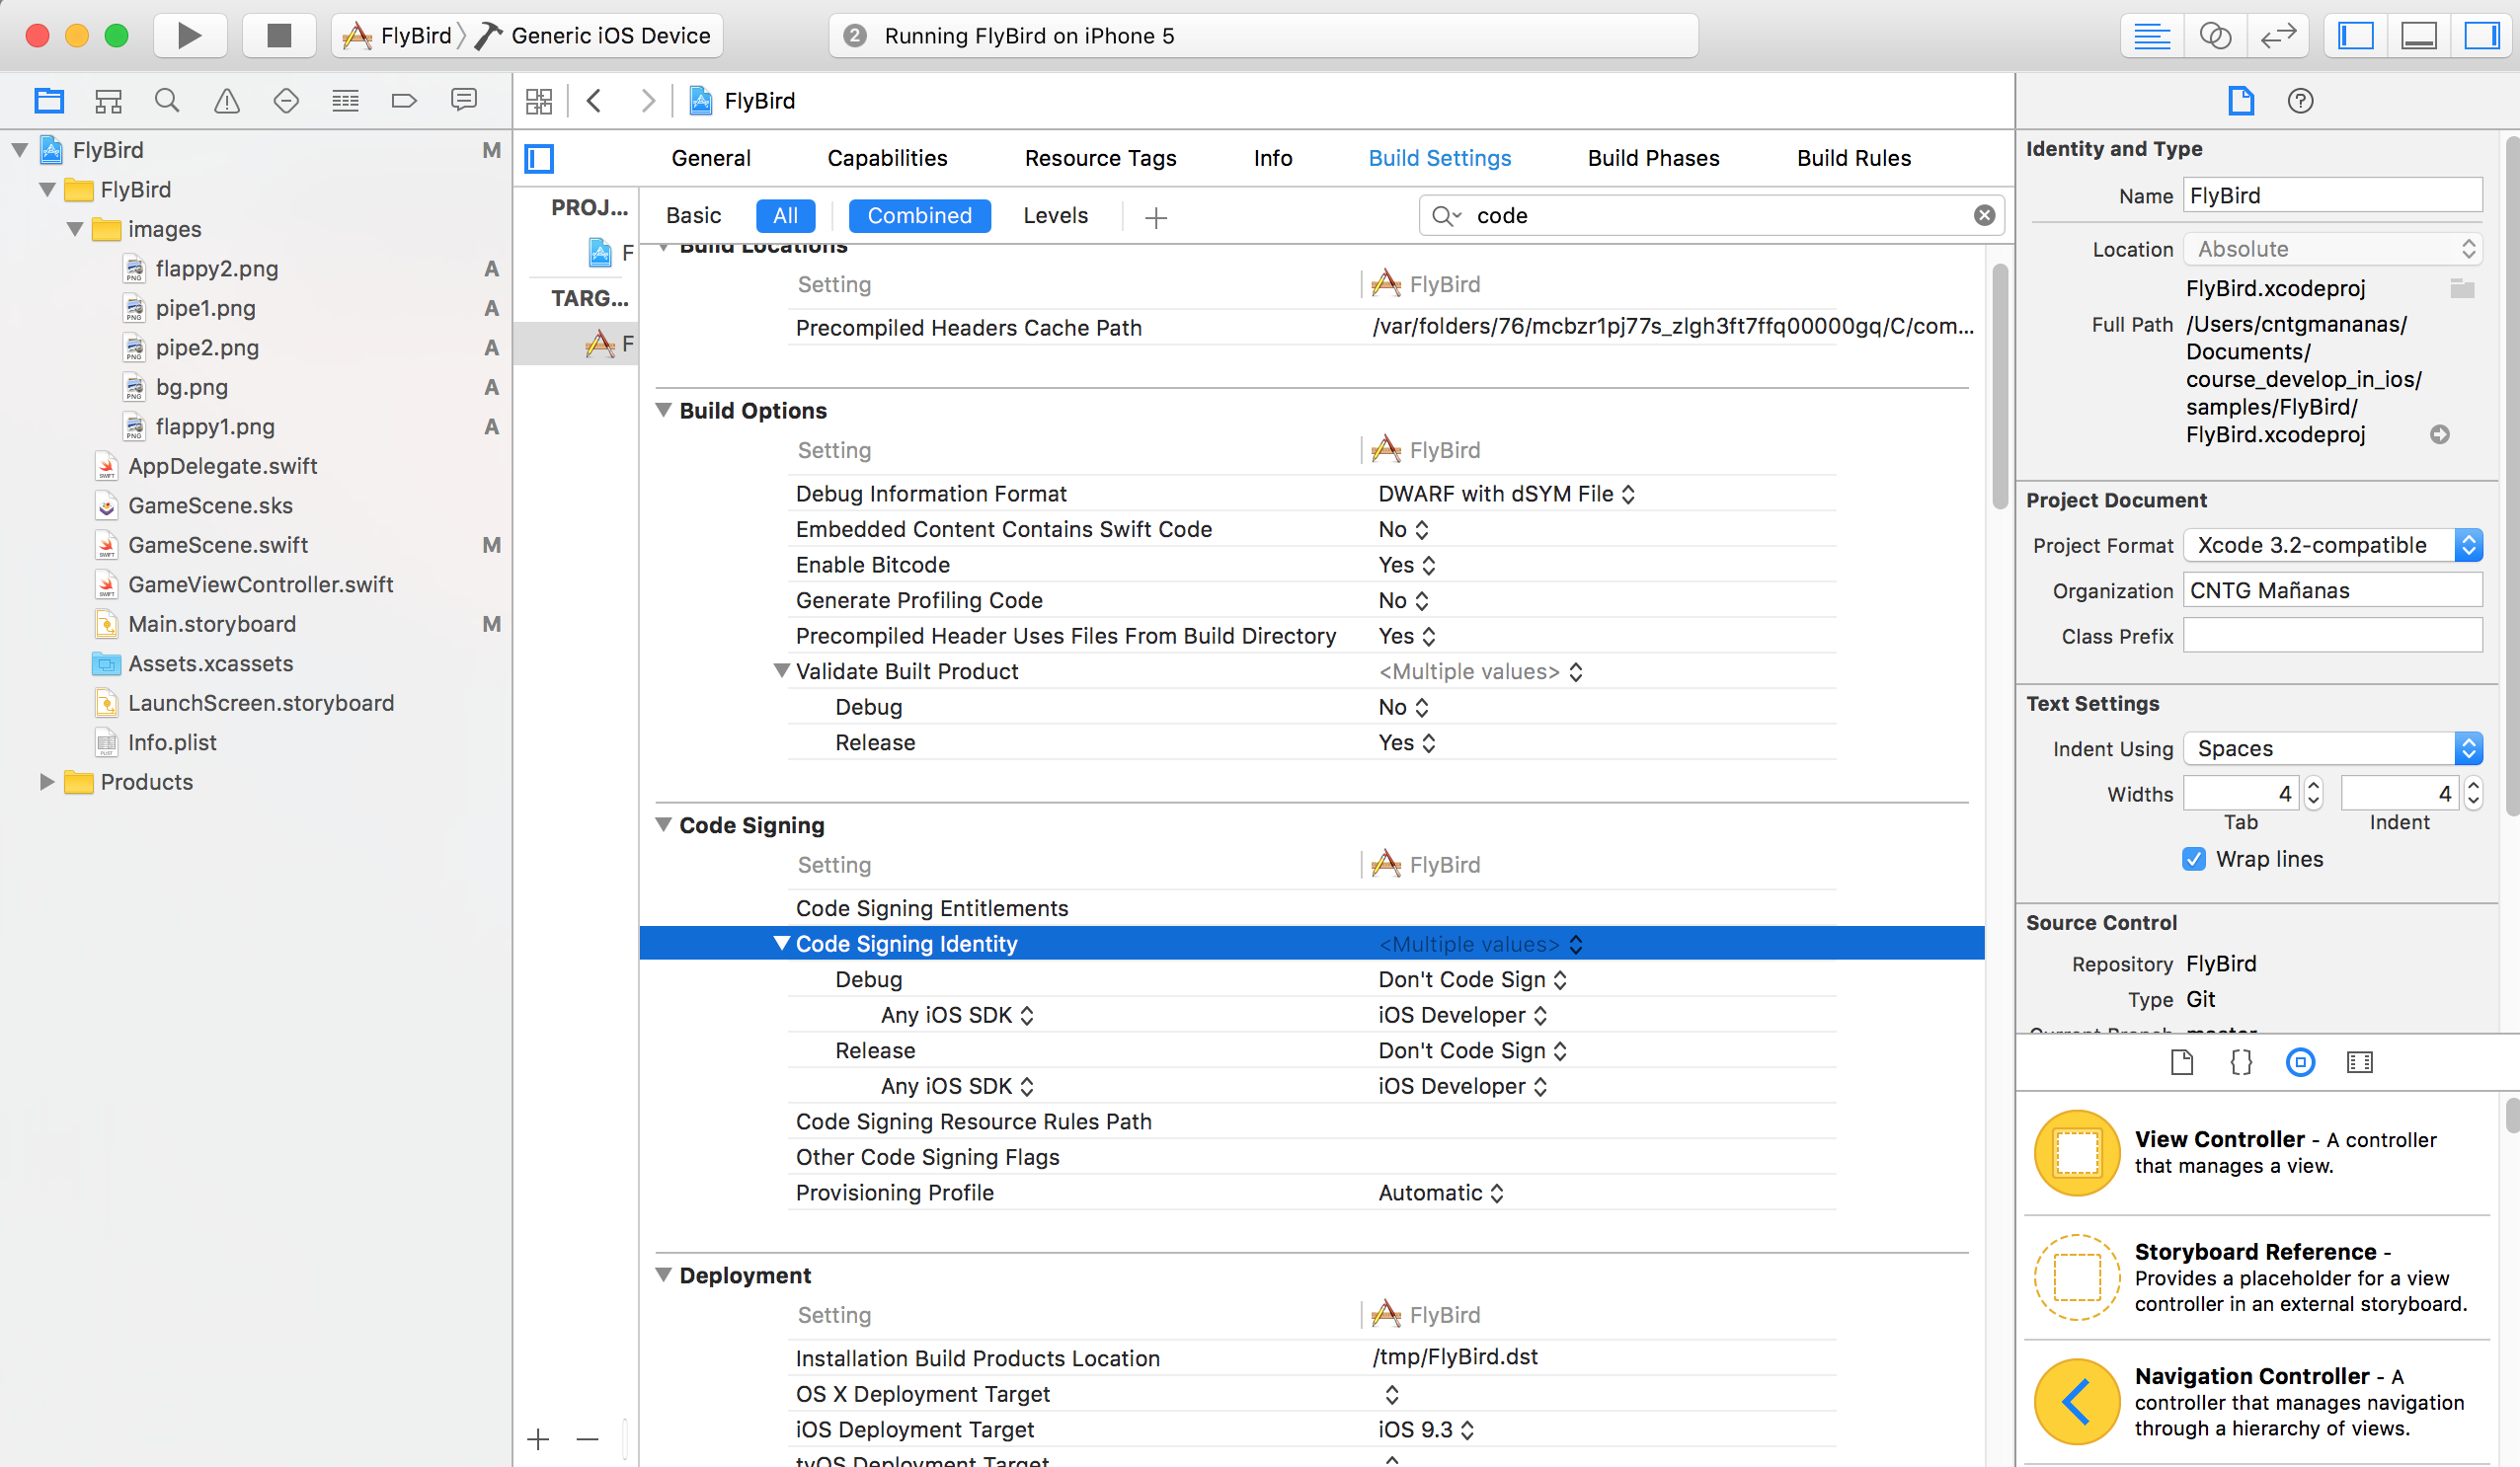 FlyBird
Generic iOS Device
2
Running FlyBird on iPhone 5
FlyBird
FlyBird M
FlyBird
images
flappy2.png A
pipe1.png A
pipe2.png A
bg.png A
flappy1.png A
AppDelegate.swift
GameScene.sks
GameScene.swift M
GameViewController.swift
Main.storyboard M
Assets.xcassets
LaunchScreen.storyboard
Info.plist
Products
General Capabilities Resource Tags Info Build Settings Build Phases Build Rules
PROJ...
F
TARG...
F
Basic All Combined Levels
code
Build Locations
Setting FlyBird
Precompiled Headers Cache Path /var/folders/76/mcbzr1pj77s_zlgh3ft7ffq00000gq/C/com...
Build Options
Setting FlyBird
Debug Information Format DWARF with dSYM File
Embedded Content Contains Swift Code No
Enable Bitcode Yes
Generate Profiling Code No
Precompiled Header Uses Files From Build Directory Yes
Validate Built Product <Multiple values>
Debug No
Release Yes
Code Signing
Setting FlyBird
Code Signing Entitlements
Code Signing Identity <Multiple values>
Debug Don't Code Sign
Any iOS SDK iOS Developer
Release Don't Code Sign
Any iOS SDK iOS Developer
Code Signing Resource Rules Path
Other Code Signing Flags
Provisioning Profile Automatic
Deployment
Setting FlyBird
Installation Build Products Location /tmp/FlyBird.dst
OS X Deployment Target
iOS Deployment Target iOS 9.3
tvOS Deployment Target
Identity and Type
Name FlyBird
Location Absolute
FlyBird.xcodeproj
Full Path /Users/cntgmananas/
Documents/
course_develop_in_ios/
samples/FlyBird/
FlyBird.xcodeproj
Project Document
Project Format Xcode 3.2-compatible
Organization CNTG Mañanas
Class Prefix
Text Settings
Indent Using Spaces
Widths 4 4
Tab Indent
Wrap lines
Source Control
Repository FlyBird
Type Git
Current Branch master
View Controller - A controller
that manages a view.
Storyboard Reference -
Provides a placeholder for a view
controller in an external storyboard.
Navigation Controller - A
controller that manages navigation
through a hierarchy of views.